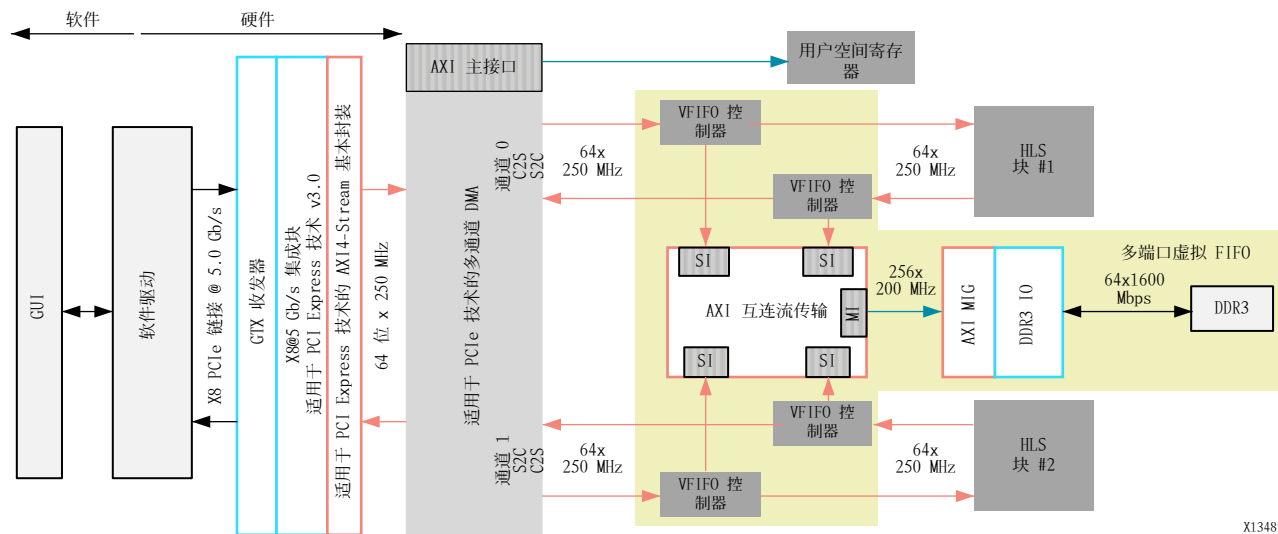 软件
硬件
GUI
软件驱动
X8 PCIe 链接 @ 5.0 Gb/s
GTX 收发器
X8@5 Gb/s 集成块
适用于 PCI Express 技术 v3.0
适用于 PCI Express 技术的 AXI4-Stream 基本封装
64 位 x 250 MHz
AXI 主接口
适用于 PCIe 技术的多通道 DMA
通道 0
C2S
S2C
通道 1
S2C
C2S
用户空间寄存
器
64x
250 MHz
VFIFO 控
制器
VFIFO 控
制器
64x
250 MHz
HLS
块 #1
SI
SI
AXI 互连流传输
MI
SI
SI
256x
200 MHz
AXI MIG
DDR3 IO
多端口虚拟 FIFO
64x1600
Mbps
DDR3
64x
250 MHz
VFIFO 控
制器
VFIFO 控
制器
64x
250 MHz
HLS
块 #2
X1348